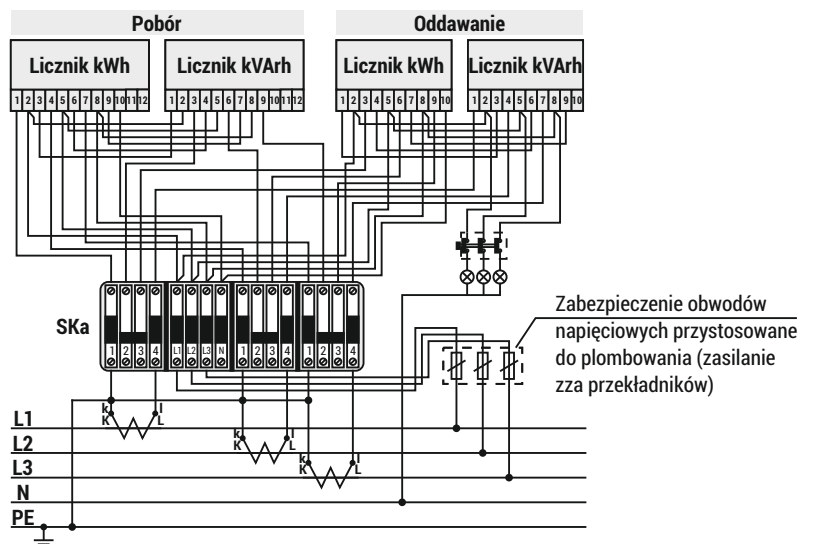 Pobór Oddawanie
Licznik kWh Licznik kVArh Licznik kWh Licznik kVArh
1 2 3 4 5 6 7 8 9 10 11 12 1 2 3 4 5 6 7 8 9 10 11 12 1 2 3 4 5 6 7 8 9 10 1 2 3 4 5 6 7 8 9 10
SKa
1 2 3 4 L1 L2 L3 N 1 2 3 4 1 2 3 4
Zabezpieczenie obwodów
napięciowych przystosowane
do plombowania (zasilanie
zza przekładników)
k l
K L
L1
k l
K L
L2
k l
K L
L3
N
PE